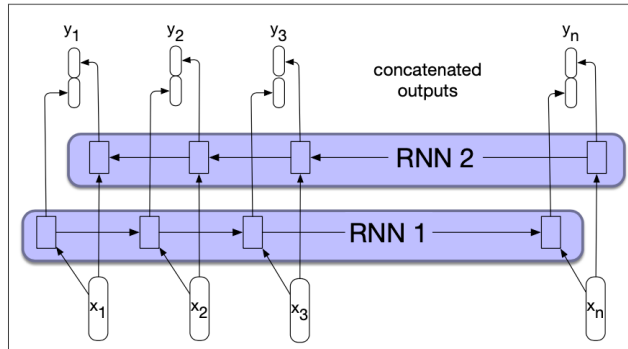 y1 y2 y3 yn
concatenated
outputs
RNN 2
RNN 1
x1 x2 x3 xn